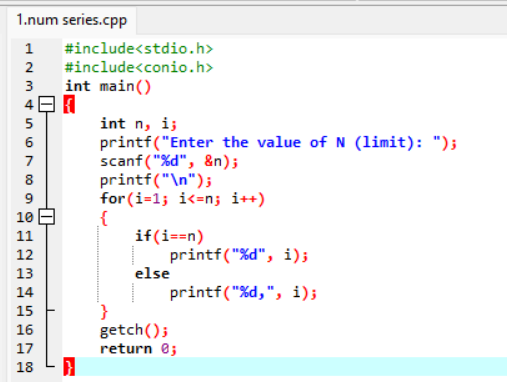 1.num series.cpp
1 #include<stdio.h>
2 #include<conio.h>
3 int main()
4 {
5 int n, i;
6 printf("Enter the value of N (limit): ");
7 scanf("%d", &n);
8 printf("\n");
9 for(i=1; i<=n; i++)
10 {
11 if(i==n)
12 printf("%d", i);
13 else
14 printf("%d,", i);
15 }
16 getch();
17 return 0;
18 }